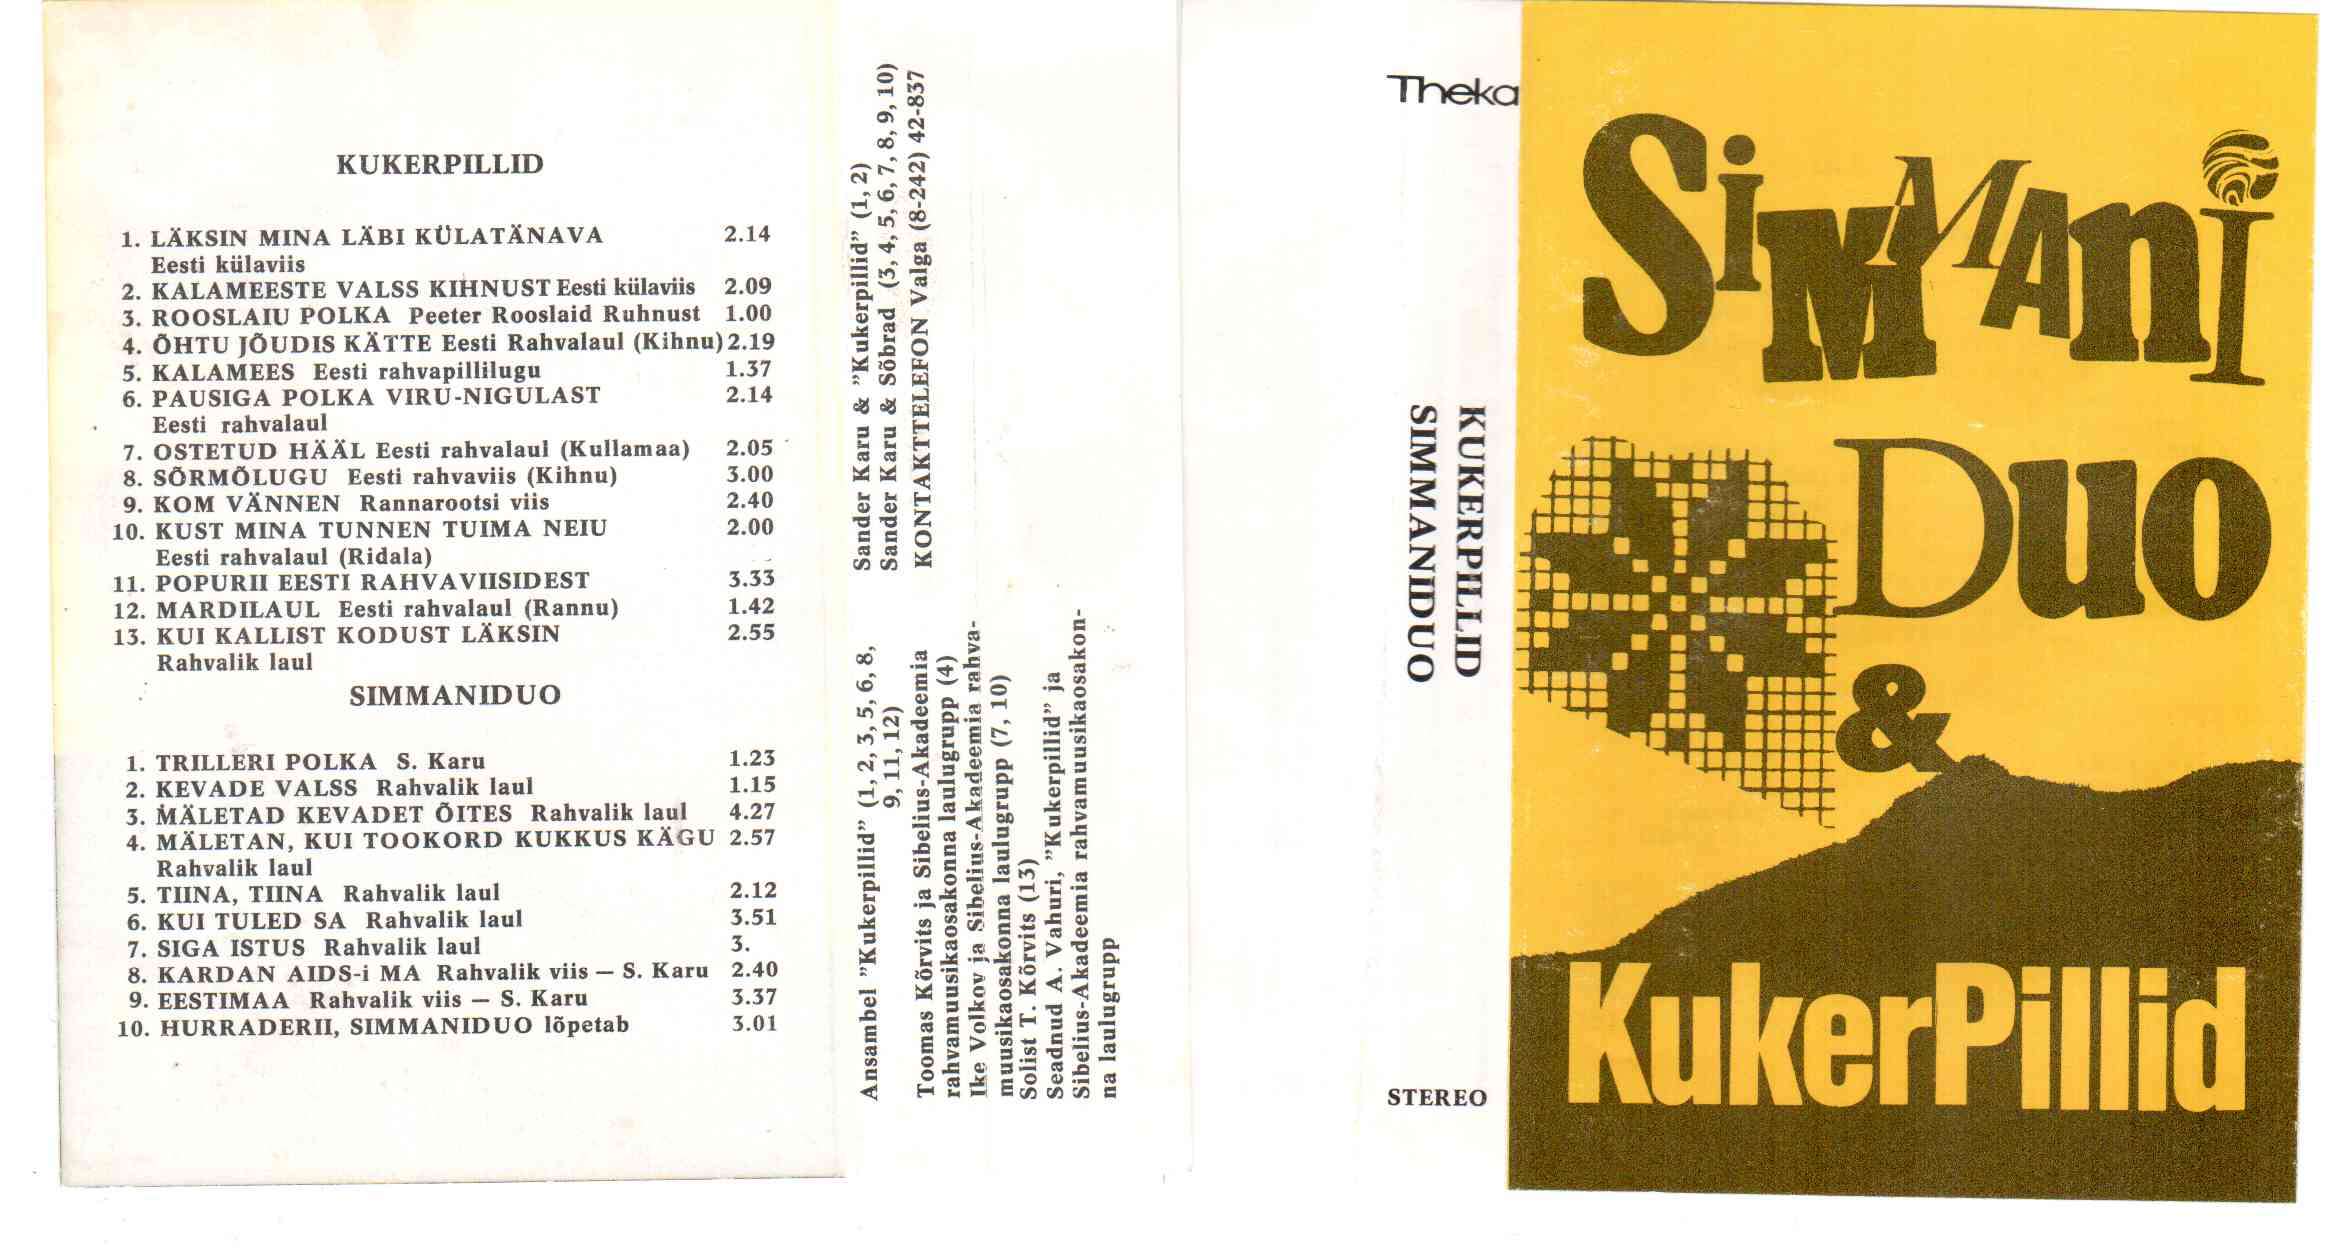 KUKERPILLID
1. LÄKSIN MINA LÄBI KÜLATÄNAVA 2.14
Eesti külaviis
2. KALAMEESTE VALSS KIHNUST Eesti külaviis 2.09
3. ROOSLAIU POLKA Peeter Rooslaid Ruhnust 1.00
4. ÕHTU JÕUDIS KÄTTE Eesti Rahvalaul (Kihnu) 2.19
5. KALAMEES Eesti rahvapillilugu 1.37
6. PAUSIGA POLKA VIRU-NIGULAST 2.14
Eesti rahvalaul
7. OSTETUD HÄÄL Eesti rahvalaul (Kullamaa) 2.05
8. SÕRMÕLUGU Eesti rahvaviis (Kihnu) 3.00
9. KOM VÄNNEN Rannarootsi viis 2.40
10. KUST MINA TUNNEN TUIMA NEIU 2.00
Eesti rahvalaul (Ridala)
11. POPURII EESTI RAHVAVIISIDEST 3.33
12. MARDILAUL Eesti rahvalaul (Rannu) 1.42
13. KUI KALLIST KODUST LÄKSIN 2.55
Rahvalik laul
SIMMANIDUO
1. TRILLERI POLKA S. Karu 1.23
2. KEVADE VALSS Rahvalik laul 1.15
3. MÄLETAD KEVADET ÕITES Rahvalik laul 4.27
4. MÄLETAN, KUI TOOKORD KUKKUS KÄGU 2.57
Rahvalik laul
5. TIINA, TIINA Rahvalik laul 2.12
6. KUI TULED SA Rahvalik laul 3.51
7. SIGA ISTUS Rahvalik laul 3.
8. KARDAN AIDS-i MA Rahvalik viis — S. Karu 2.40
9. EESTIMAA Rahvalik viis — S. Karu 3.37
10. HURRADERII, SIMMANIDUO lõpetab 3.01
Ansambel ”Kukerpillid” (1, 2, 3, 5, 6, 8,
9, 11, 12)
Toomas Kõrvits ja Sibelius-Akadeemia
rahvamuusikaosakonna laulugrupp (4)
Ike Volkov ja Sibelius-Akadeemia rahva-
muusikaosakonna laulugrupp (7, 10)
Solist T. Kõrvits (13)
Seadnud A. Vahuri, ”Kukerpillid” ja
Sibelius-Akadeemia rahvamuusikaosakon-
na laulugrupp
Sander Karu & ”Kukerpillid” (1, 2)
Sander Karu & Sõbrad (3, 4, 5, 6, 7, 8, 9, 10)
KONTAKTTELEFON Valga (8-242) 42-837
Theka
KUKERPILLID
SIMMANIDUO
STEREO
SiMMANi
Duo
&
KukerPillid